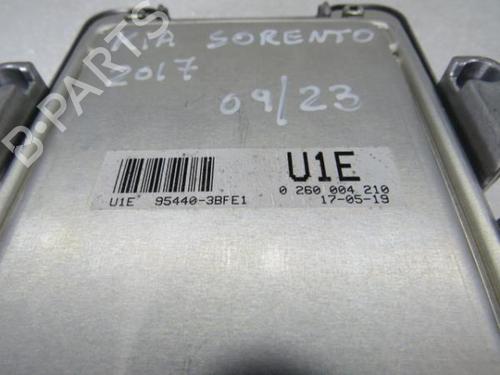 KIA SORENTO
2017
09/23
U1E
0 260 004 210
U1E 95440-3BFE1
17-05-19
B-PARTS